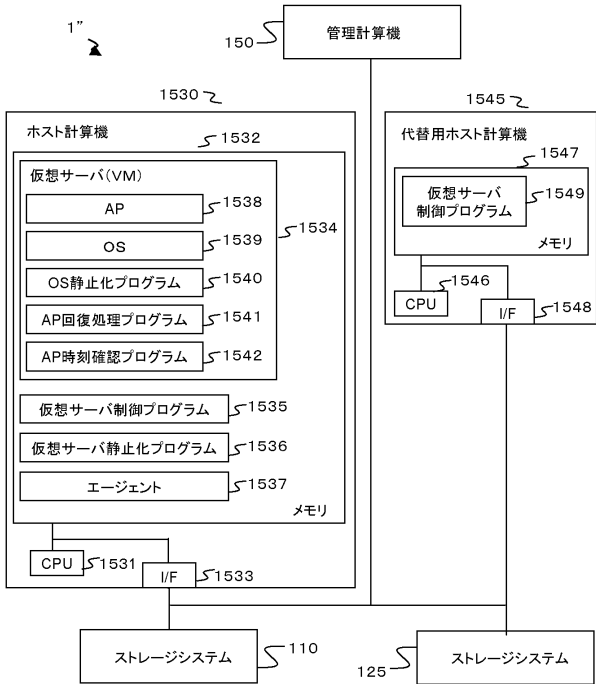 1”
150
管理計算機
1530
ホスト計算機
1532
仮想サーバ(VM)
AP
1538
1534
OS
1539
OS静止化プログラム
1540
AP回復処理プログラム
1541
AP時刻確認プログラム
1542
仮想サーバ制御プログラム
1535
仮想サーバ静止化プログラム
1536
エージェント
1537
メモリ
CPU
1531
I/F
1533
1545
代替用ホスト計算機
1547
仮想サーバ
制御プログラム
1549
メモリ
1546
CPU
I/F
1548
ストレージシステム
110
125
ストレージシステム